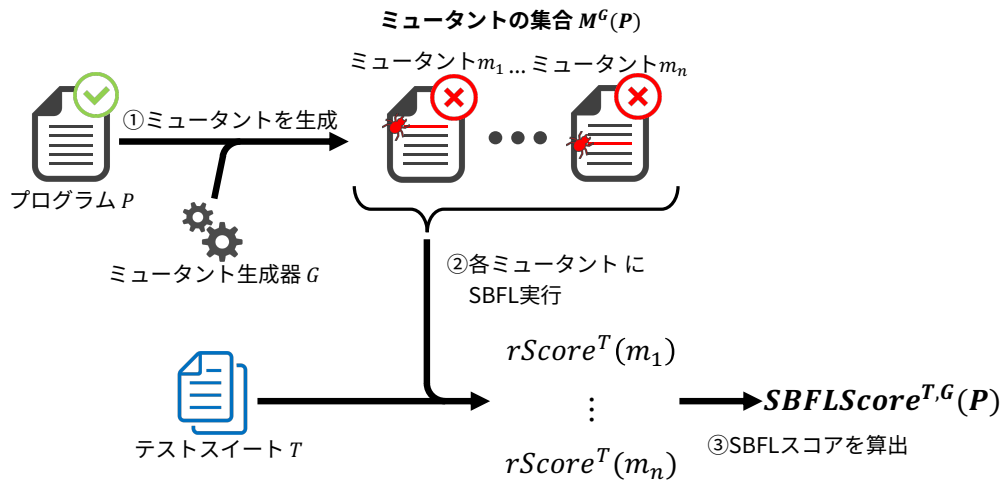 ミュータントの集合 M^G(P)
ミュータントm_1 … ミュータントm_n
①ミュータントを生成
プログラム P
ミュータント生成器 G
②各ミュータント に
SBFL実行
rScore^T(m_1)
⋮
rScore^T(m_n)
SBFLScore^{T,G}(P)
③SBFLスコアを算出
テストスイート T